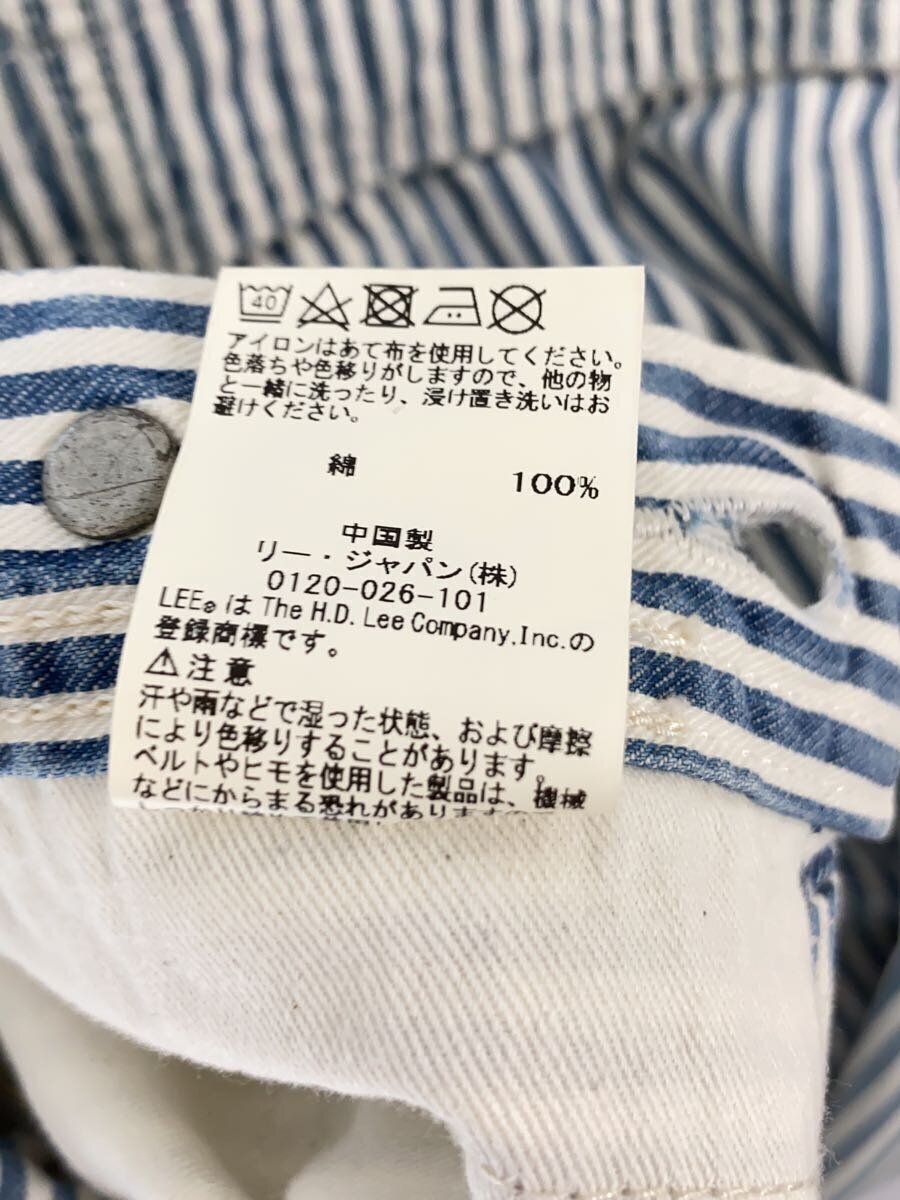 40
アイロンはあて布を使用してください。
色落ちや色移りがしますので、他の物
と一緒に洗ったり、浸け置き洗いはお
避けください。
綿 100%
中国製
リー・ジャパン(株)
0120-026-101
LEE®は The H.D. Lee Company,Inc.の
登録商標です。
⚠注意
汗や雨などで湿った状態、および摩擦
により色移りすることがあります。
ベルトやヒモを使用した製品は、機械
などにからまる恐れがありますので